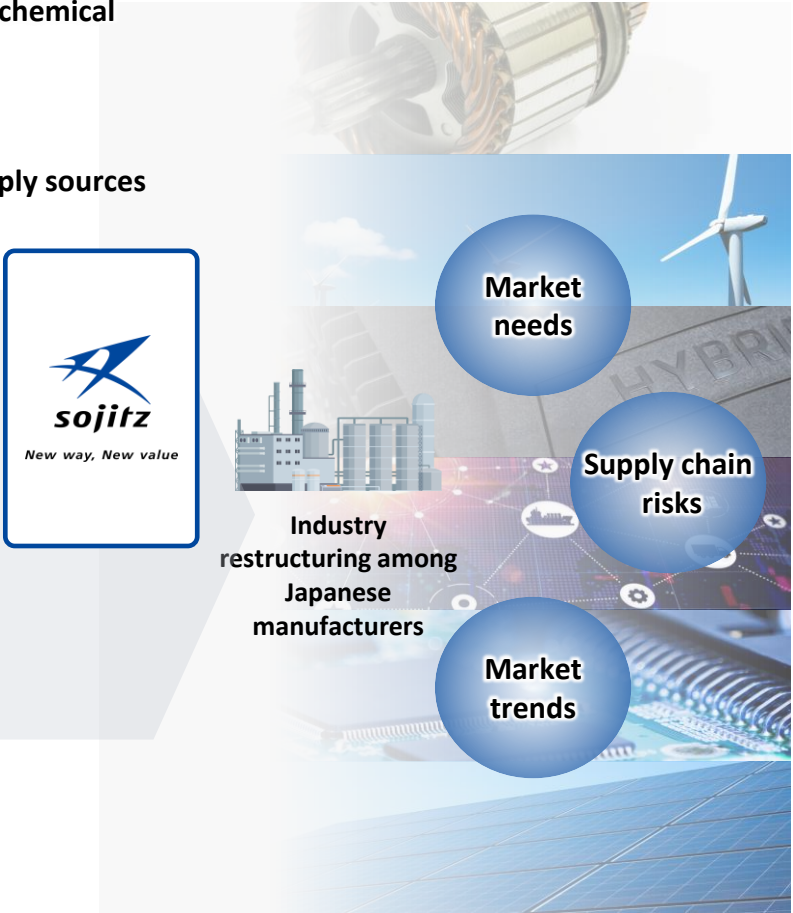 chemical
ply sources
sojitz
New way, New value
Industry
restructuring among
Japanese
manufacturers
Market
needs
HYBRI
Supply chain
risks
Market
trends